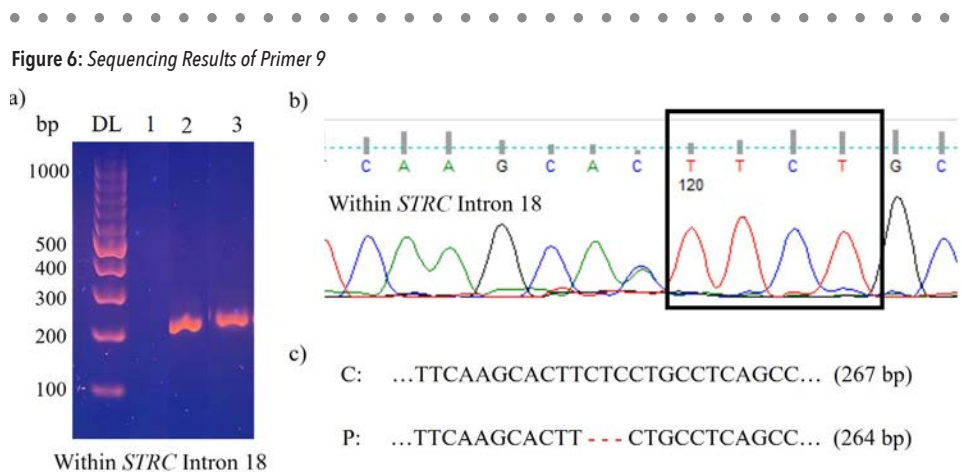 Figure 6: Sequencing Results of Primer 9
a)
bp DL 1 2 3
1000
500
400
300
200
100
Within STRC Intron 18
b)
C A A G C A C T T C T G C
120
Within STRC Intron 18
c)
C: ...TTCAAGCACTTCTCCTGCCTCAGCC... (267 bp)
P: ...TTCAAGCACTT - - - CTGCCTCAGCC... (264 bp)